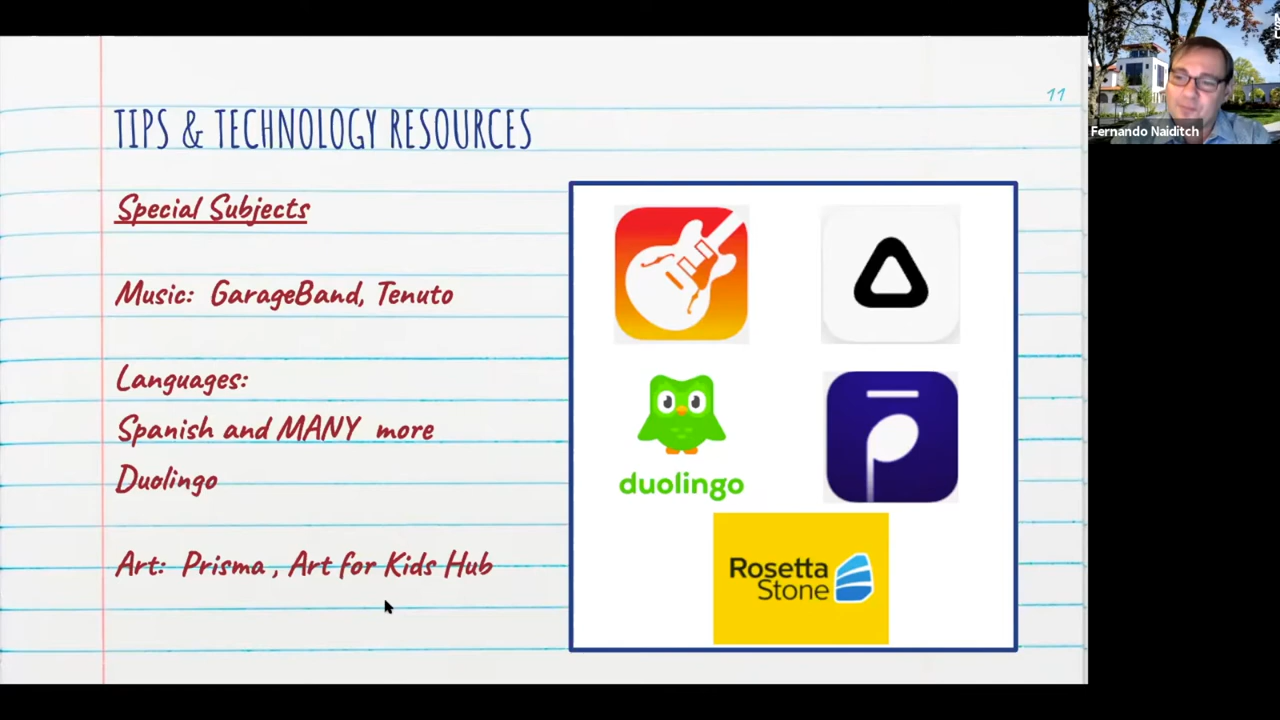 11
TIPS & TECHNOLOGY RESOURCES
Special Subjects
Music: GarageBand, Tenuto
Languages:
Spanish and MANY more
Duolingo
Art: Prisma , Art for Kids Hub
duolingo
Rosetta
Stone
Fernando Naiditch